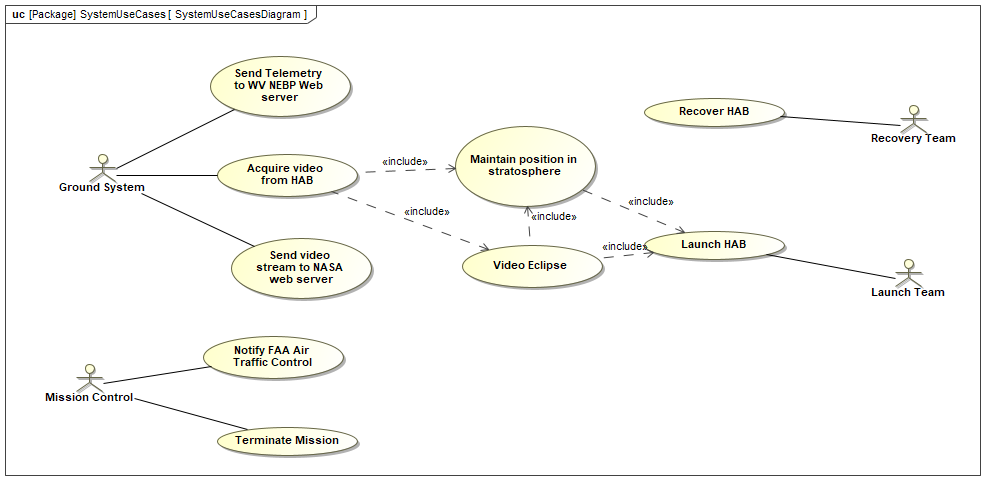 uc [Package] SystemUseCases [ SystemUseCasesDiagram ]
Send Telemetry
to WV NEBP Web
server
Ground System
Acquire video
from HAB
Send video
stream to NASA
web server
«include»
«include»
Maintain position in
stratosphere
«include»
Video Eclipse
«include»
«include»
Recover HAB
Recovery Team
Launch HAB
Launch Team
Mission Control
Notify FAA Air
Traffic Control
Terminate Mission